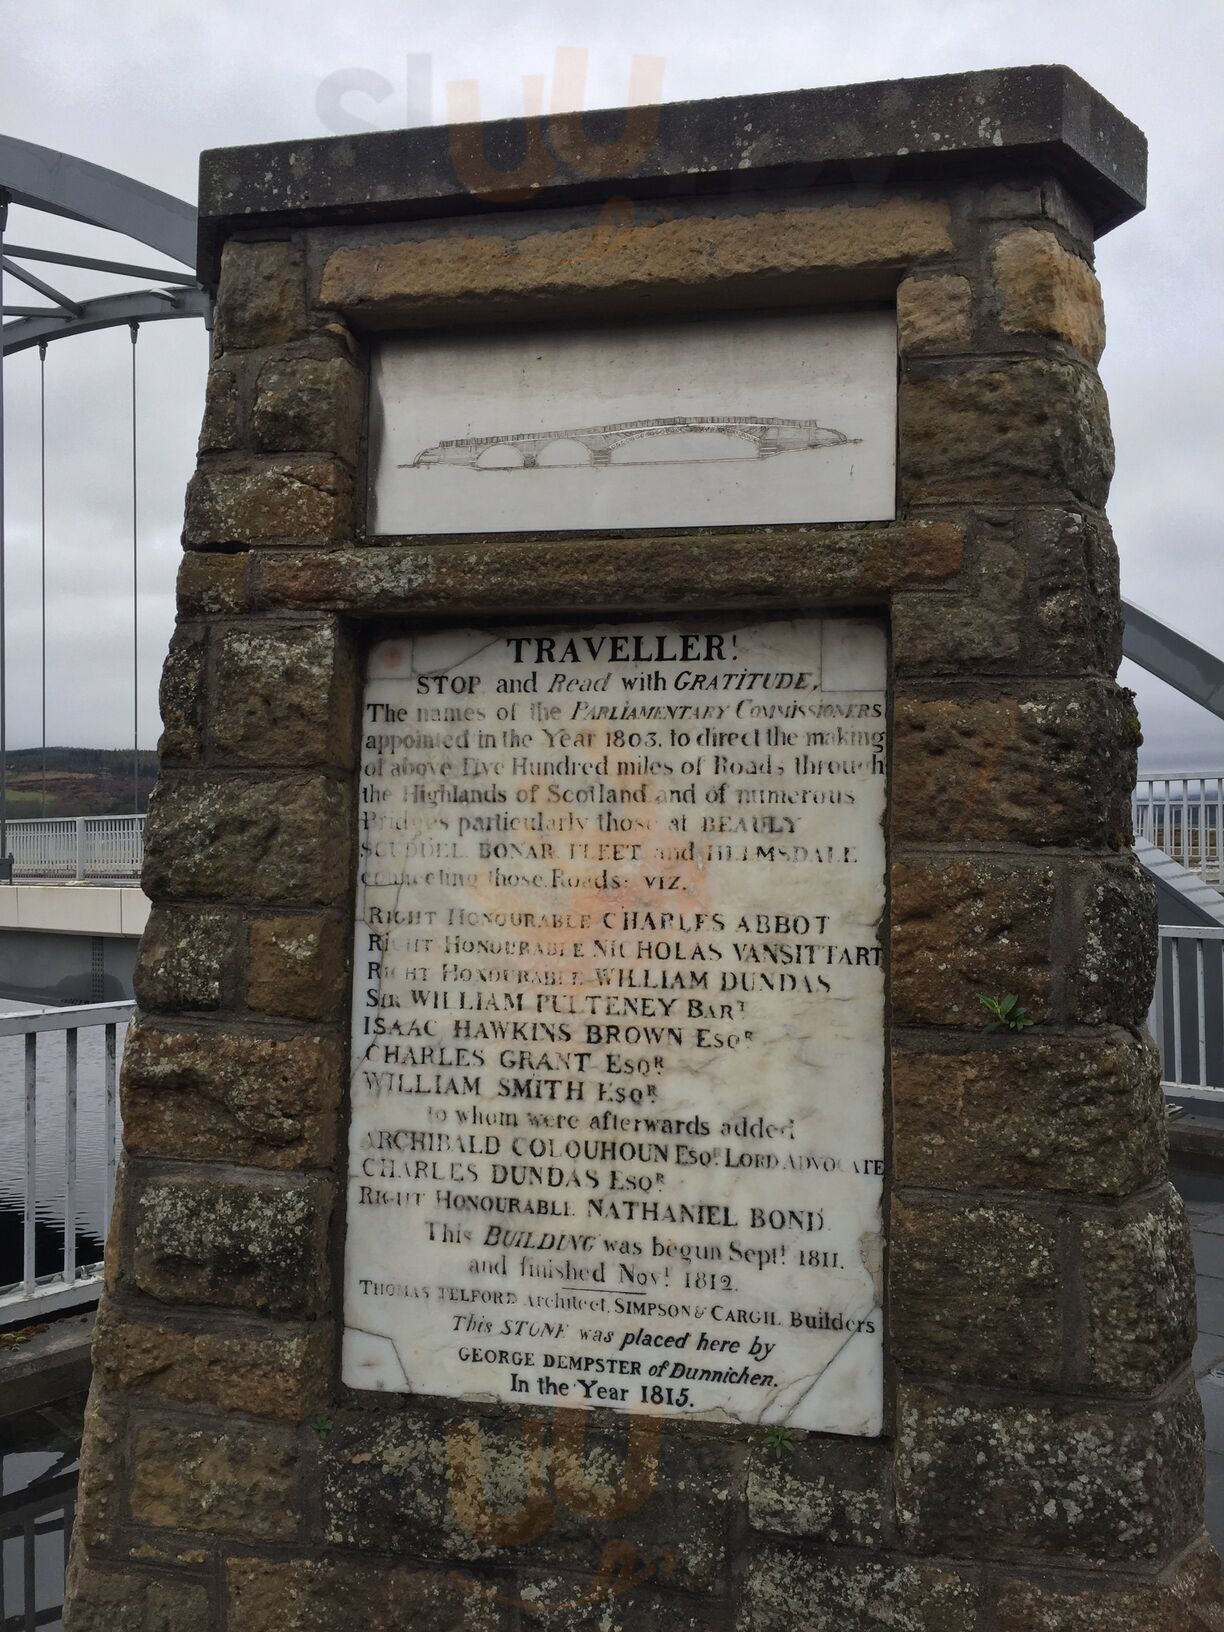 TRAVELLER!
STOP and Read with GRATITUDE,
The names of the PARLIAMENTARY COMMISSIONERS
appointed in the Year 1803, to direct the making
of above Five Hundred miles of Roads through
the Highlands of Scotland and of numerous
Bridges particularly those at BEAULY
SCUDDEL BONAR FLEET and HELMSDALE
connecting those Roads: VIZ.
RIGHT HONOURABLE CHARLES ABBOT
RIGHT HONOURABLE NICHOLAS VANSITTART
RIGHT HONOURABLE WILLIAM DUNDAS
SIR WILLIAM PULTENEY BART
ISAAC HAWKINS BROWN ESQR
CHARLES GRANT ESQR
WILLIAM SMITH ESQR
to whom were afterwards added
ARCHIBALD COLQUHOUN ESQR LORD ADVOCATE
CHARLES DUNDAS ESQR
RIGHT HONOURABLE NATHANIEL BOND
This BUILDING was begun Septr 1811.
and finished Novr 1812.
THOMAS TELFORD Architect, SIMPSON & CARGIL Builders
This STONE was placed here by
GEORGE DEMPSTER of Dunnichen.
In the Year 1815.